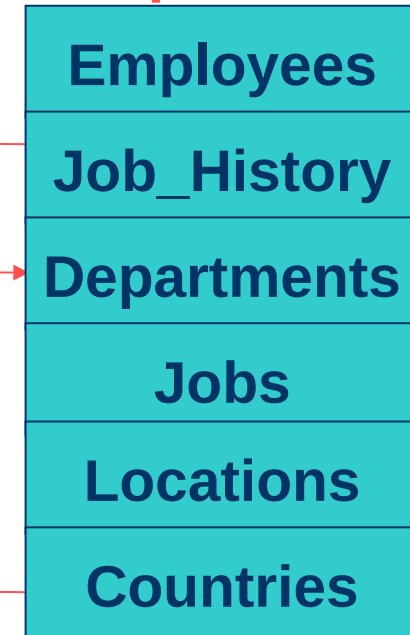 Employees
Job_History
Departments
Jobs
Locations
Countries